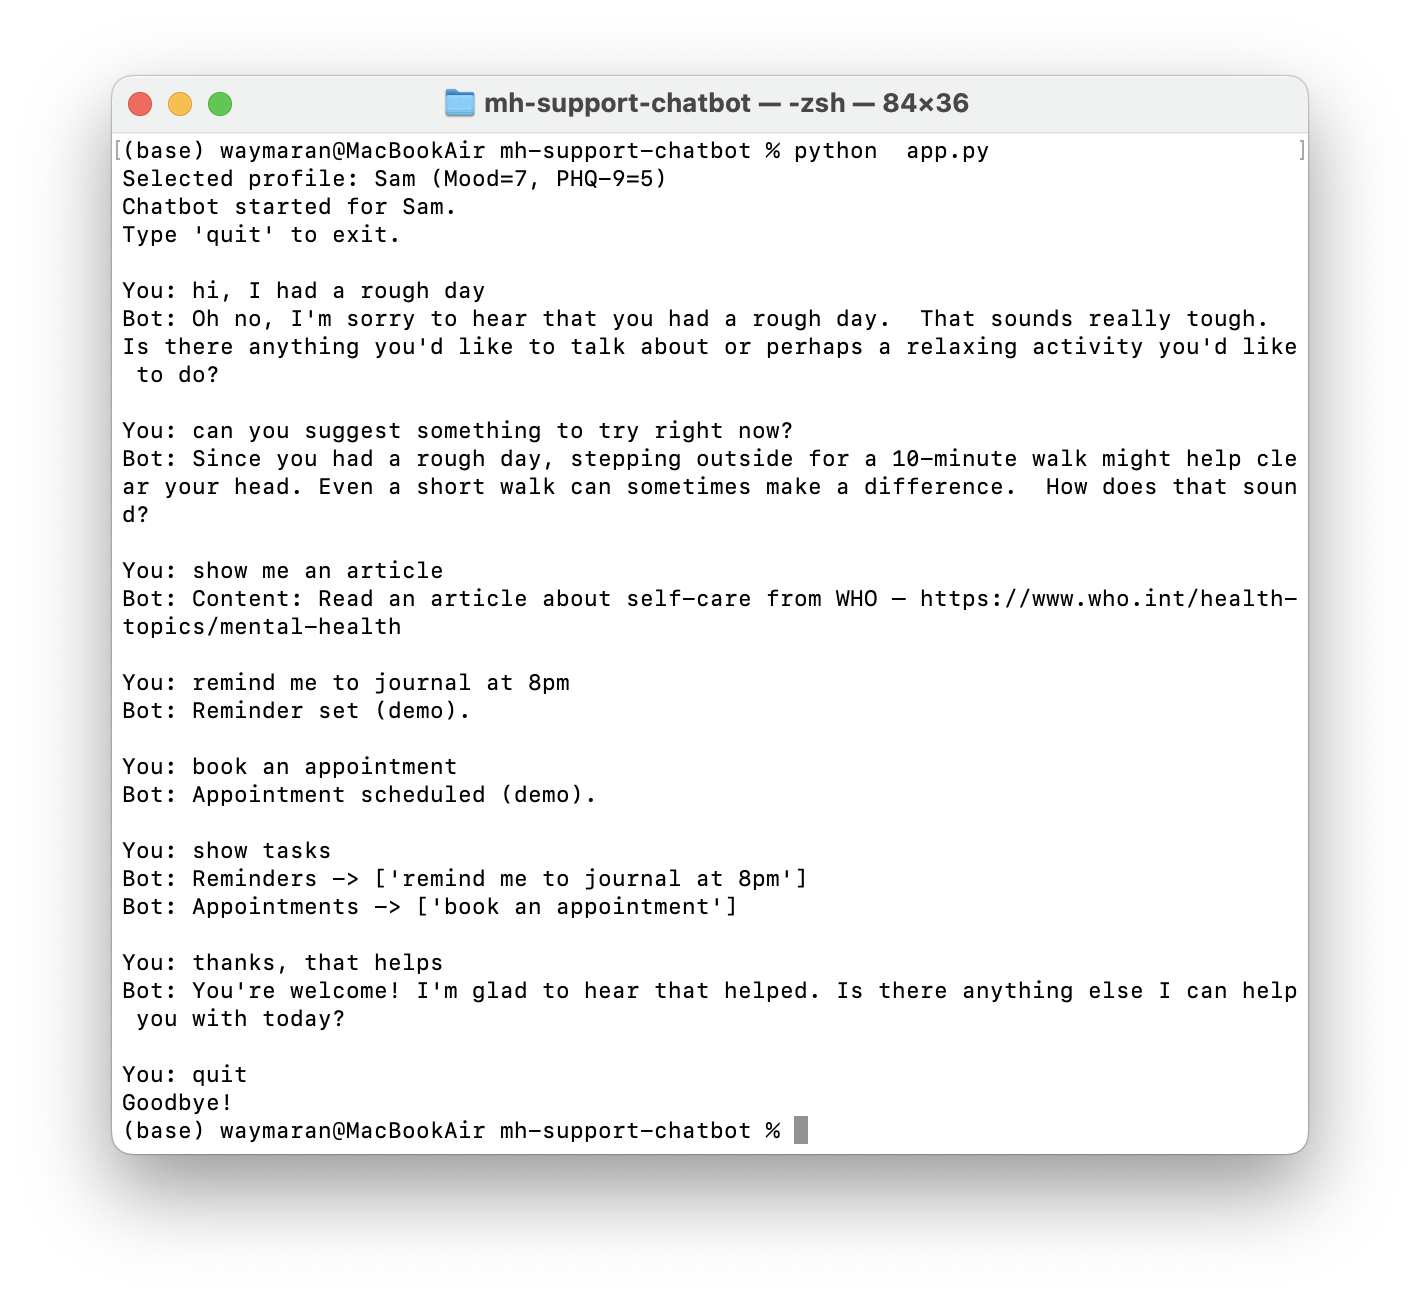 mh-support-chatbot — -zsh — 84×36
[(base) waymaran@MacBookAir mh-support-chatbot % python  app.py ]
Selected profile: Sam (Mood=7, PHQ-9=5)
Chatbot started for Sam.
Type 'quit' to exit.
You: hi, I had a rough day
Bot: Oh no, I'm sorry to hear that you had a rough day.  That sounds really tough.
Is there anything you'd like to talk about or perhaps a relaxing activity you'd like
 to do?
You: can you suggest something to try right now?
Bot: Since you had a rough day, stepping outside for a 10-minute walk might help cle
ar your head. Even a short walk can sometimes make a difference.  How does that soun
d?
You: show me an article
Bot: Content: Read an article about self-care from WHO — https://www.who.int/health-
topics/mental-health
You: remind me to journal at 8pm
Bot: Reminder set (demo).
You: book an appointment
Bot: Appointment scheduled (demo).
You: show tasks
Bot: Reminders -> ['remind me to journal at 8pm']
Bot: Appointments -> ['book an appointment']
You: thanks, that helps
Bot: You're welcome! I'm glad to hear that helped. Is there anything else I can help
 you with today?
You: quit
Goodbye!
(base) waymaran@MacBookAir mh-support-chatbot %